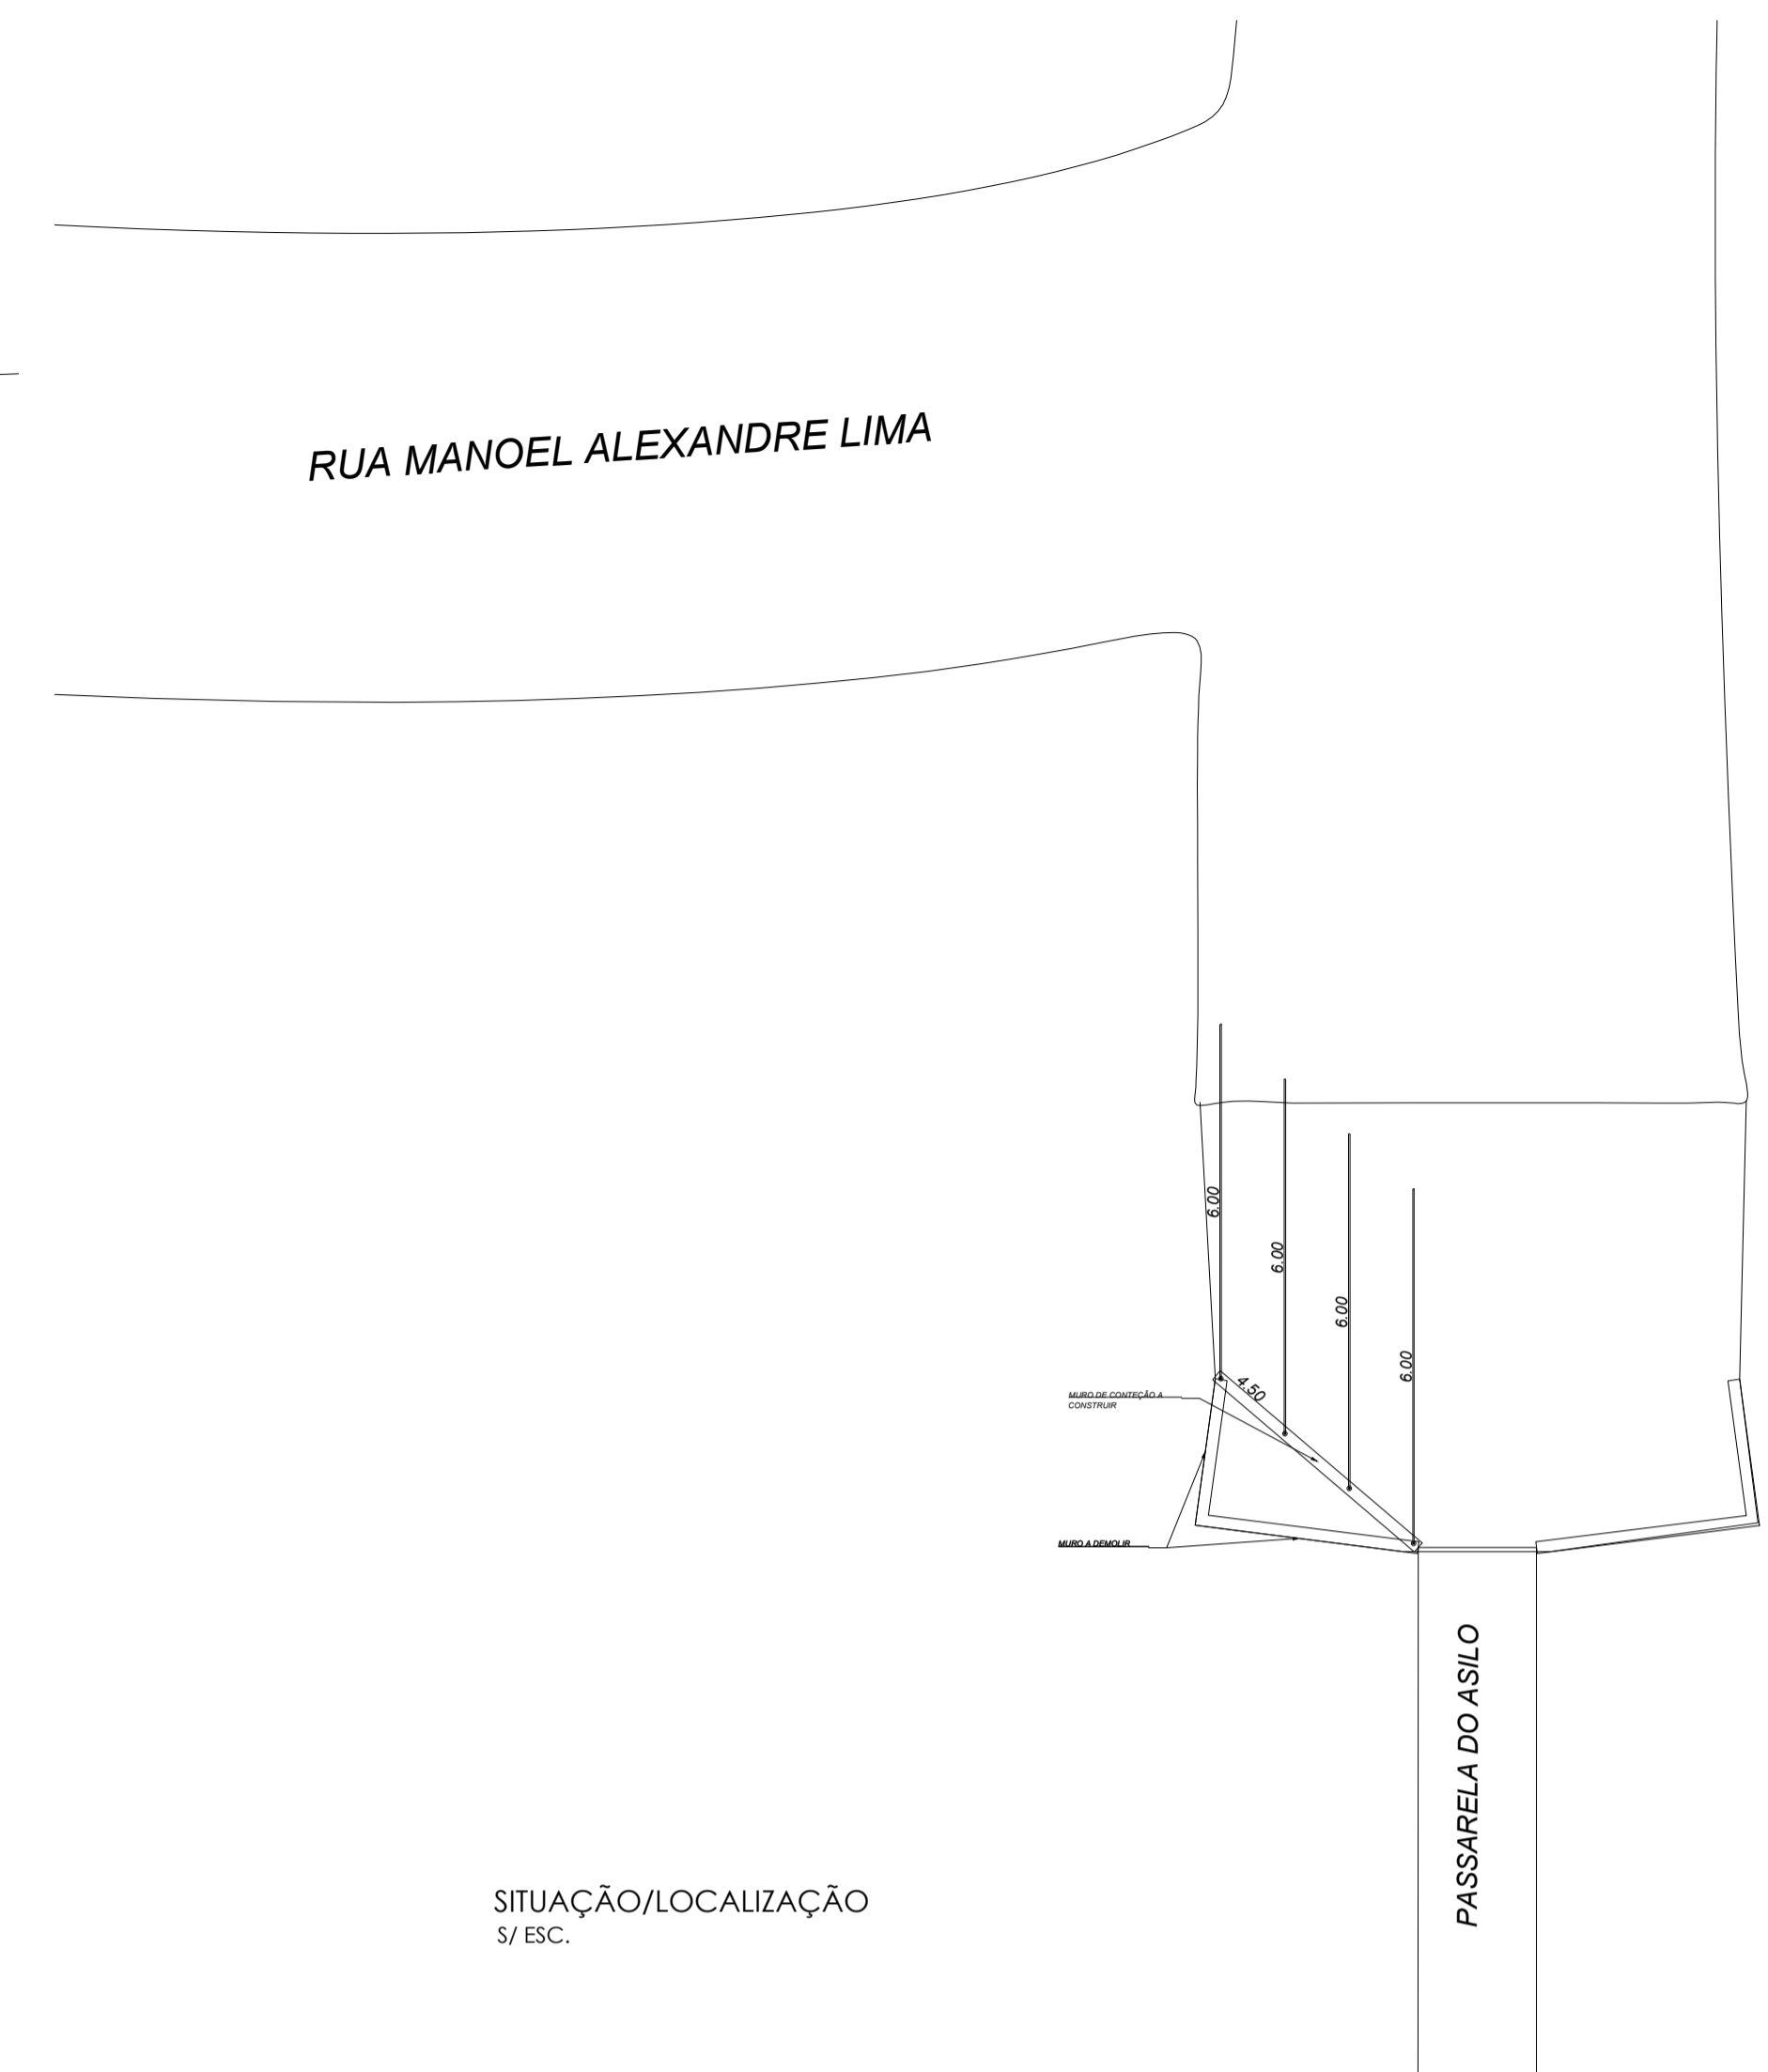 RUA MANOEL ALEXANDRE LIMA
6.00
6.00
6.00
6.00
4.50
MURO DE CONTEÇÃO A
CONSTRUIR
MURO A DEMOLIR
PASSARELA DO ASILO
SITUAÇÃO/LOCALIZAÇÃO
S/ ESC.